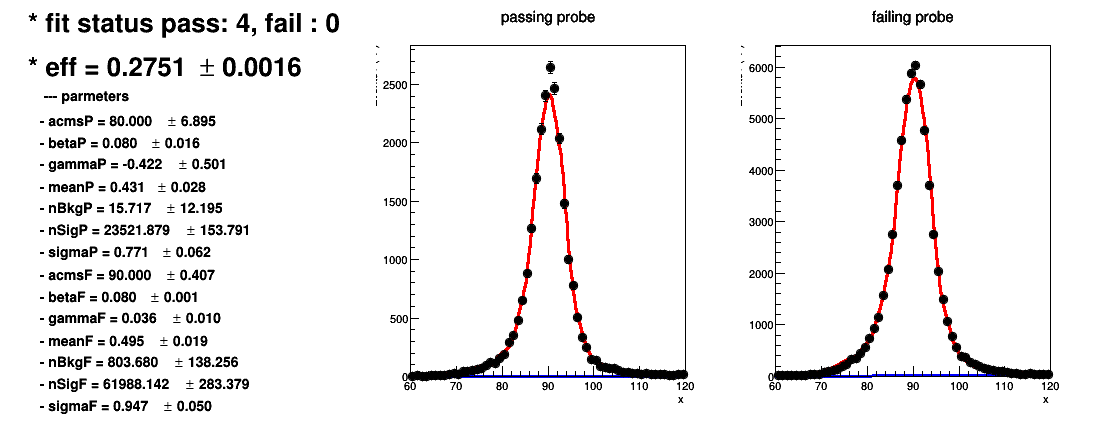 * fit status pass: 4, fail : 0
* eff = 0.2751 ± 0.0016
--- parmeters
- acmsP = 80.000 ± 6.895
- betaP = 0.080 ± 0.016
- gammaP = -0.422 ± 0.501
- meanP = 0.431 ± 0.028
- nBkgP = 15.717 ± 12.195
- nSigP = 23521.879 ± 153.791
- sigmaP = 0.771 ± 0.062
- acmsF = 90.000 ± 0.407
- betaF = 0.080 ± 0.001
- gammaF = 0.036 ± 0.010
- meanF = 0.495 ± 0.019
- nBkgF = 803.680 ± 138.256
- nSigF = 61988.142 ± 283.379
- sigmaF = 0.947 ± 0.050
passing probe
2500
2000
1500
1000
500
0
60 70 80 90 100 110 120
x
failing probe
6000
5000
4000
3000
2000
1000
0
60 70 80 90 100 110 120
x